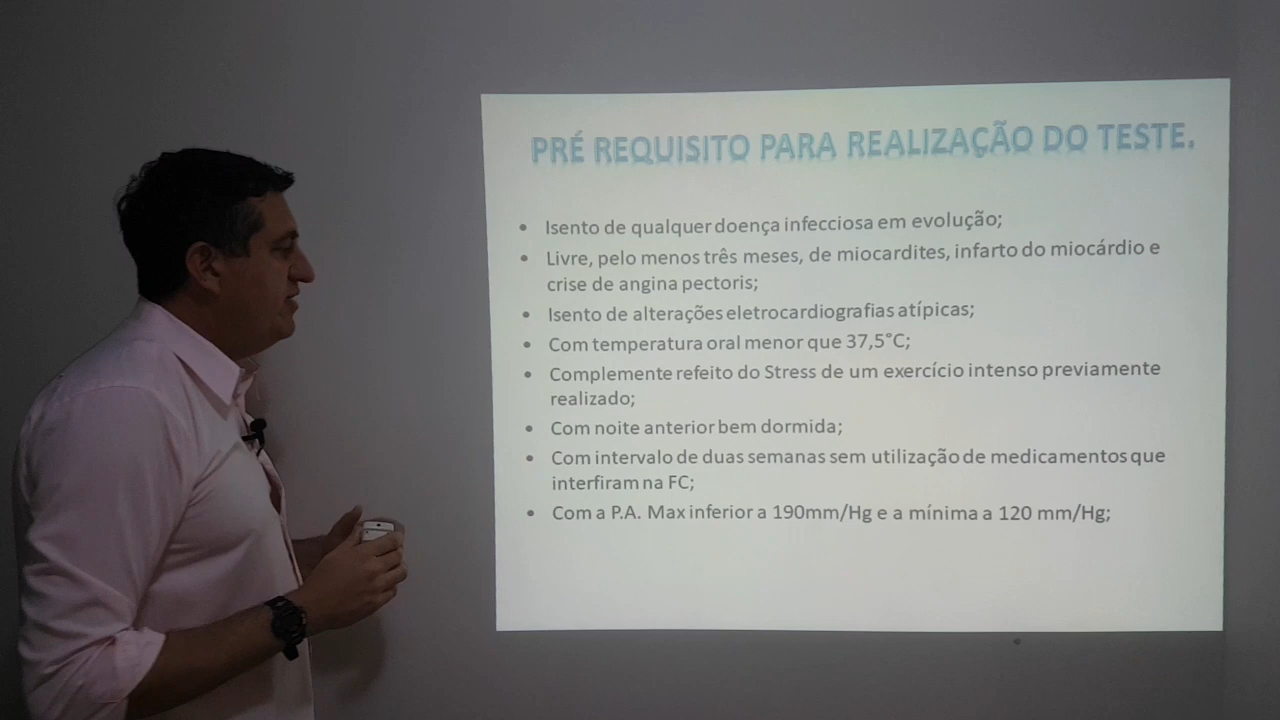 PRÉ REQUISITO PARA REALIZAÇÃO DO TESTE.
• Isento de qualquer doença infecciosa em evolução;
• Livre, pelo menos três meses, de miocardites, infarto do miocárdio e
crise de angina pectoris;
• Isento de alterações eletrocardiografias atípicas;
• Com temperatura oral menor que 37,5°C;
• Complemente refeito do Stress de um exercício intenso previamente
realizado;
• Com noite anterior bem dormida;
• Com intervalo de duas semanas sem utilização de medicamentos que
interfiram na FC;
• Com a P.A. Max inferior a 190mm/Hg e a mínima a 120 mm/Hg;